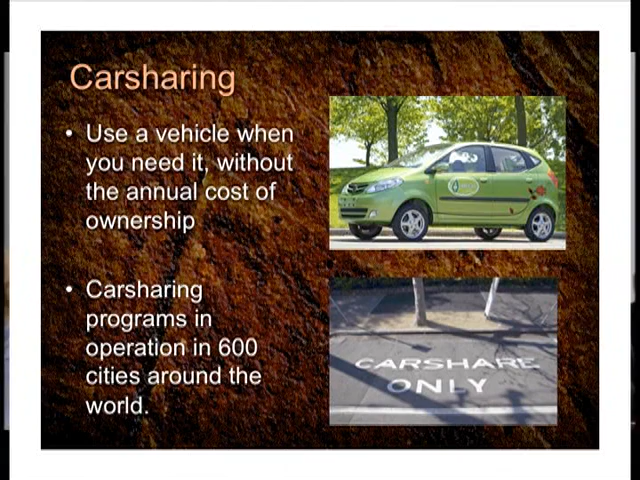 Carsharing
• Use a vehicle when
you need it, without
the annual cost of
ownership
• Carsharing
programs in
operation in 600
cities around the
world.
CARSHARE
ONLY